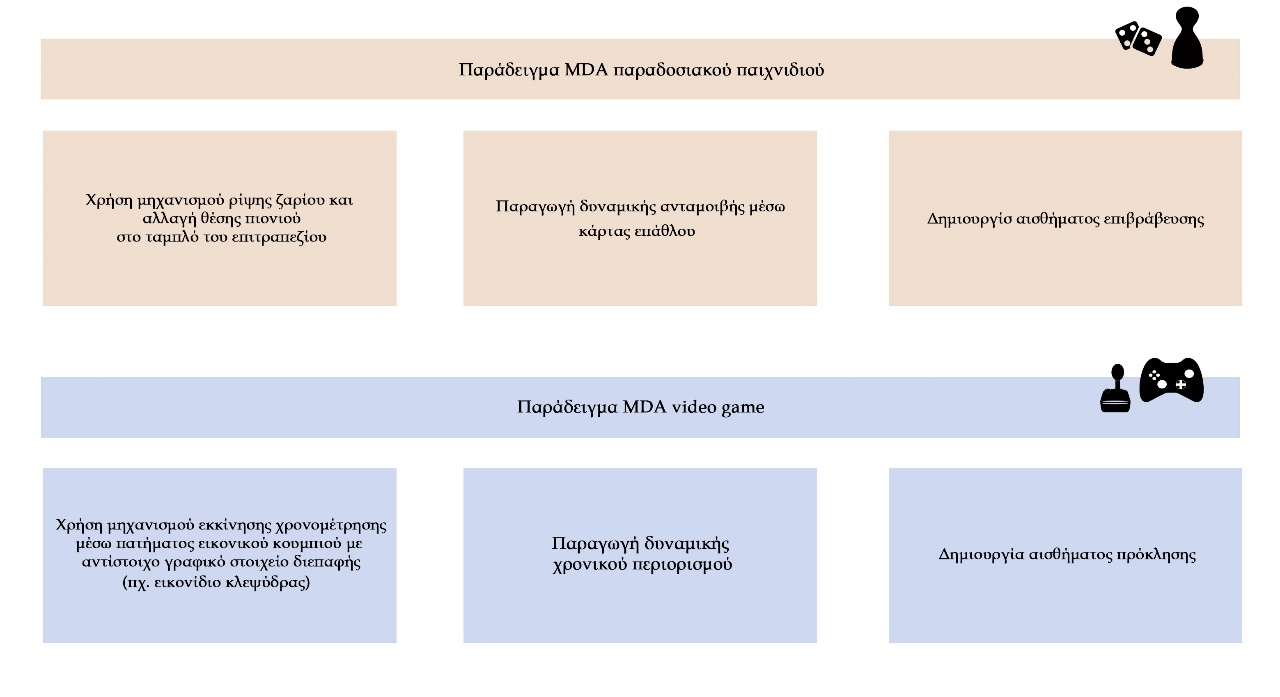 Παράδειγμα MDA παραδοσιακού παιχνιδιού
Χρήση μηχανισμού ρίψης ζαρίου και
αλλαγή θέσης πιονιού
στο ταμπλό του επιτραπεζίου
Παραγωγή δυναμικής ανταμοιβής μέσω
κάρτας επάθλου
Δημιουργίσ αισθήματος επιβράβευσης
Παράδειγμα MDA video game
Χρήση μηχανισμού εκκίνησης χρονομέτρησης
μέσω πατήματος εικονικού κουμπιού με
αντίστοιχο γραφικό στοιχείο διεπαφής
(πχ. εικονίδιο κλεψύδρας)
Παραγωγή δυναμικής
χρονικού περιορισμού
Δημιουργία αισθήματος πρόκλησης